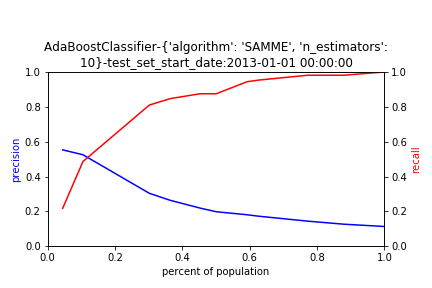 AdaBoostClassifier-{'algorithm': 'SAMME', 'n_estimators':
10}-test_set_start_date:2013-01-01 00:00:00
1.0
0.8
0.6
0.4
0.2
0.0
precision
1.0
0.8
0.6
0.4
0.2
0.0
recall
0.0 0.2 0.4 0.6 0.8 1.0
percent of population